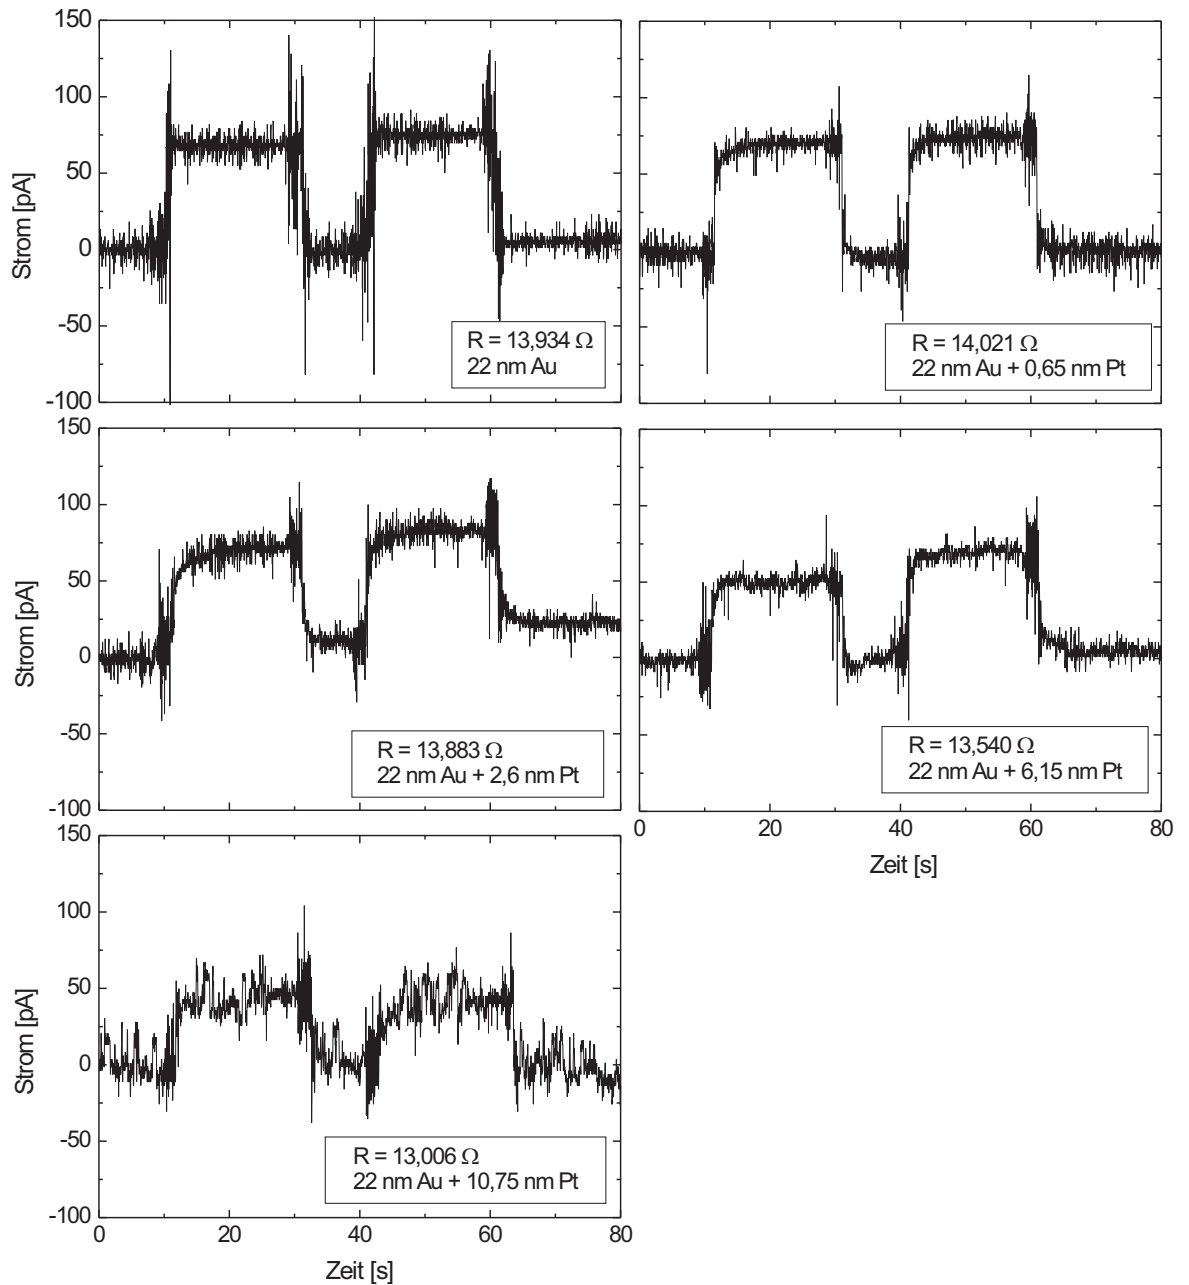 150
100
50
0
-50
-100
Strom [pA]
R = 13,934 Ω
22 nm Au
R = 14,021 Ω
22 nm Au + 0,65 nm Pt
150
100
50
0
-50
-100
Strom [pA]
R = 13,883 Ω
22 nm Au + 2,6 nm Pt
R = 13,540 Ω
22 nm Au + 6,15 nm Pt
0 20 40 60 80
Zeit [s]
150
100
50
0
-50
-100
Strom [pA]
R = 13,006 Ω
22 nm Au + 10,75 nm Pt
0 20 40 60 80
Zeit [s]